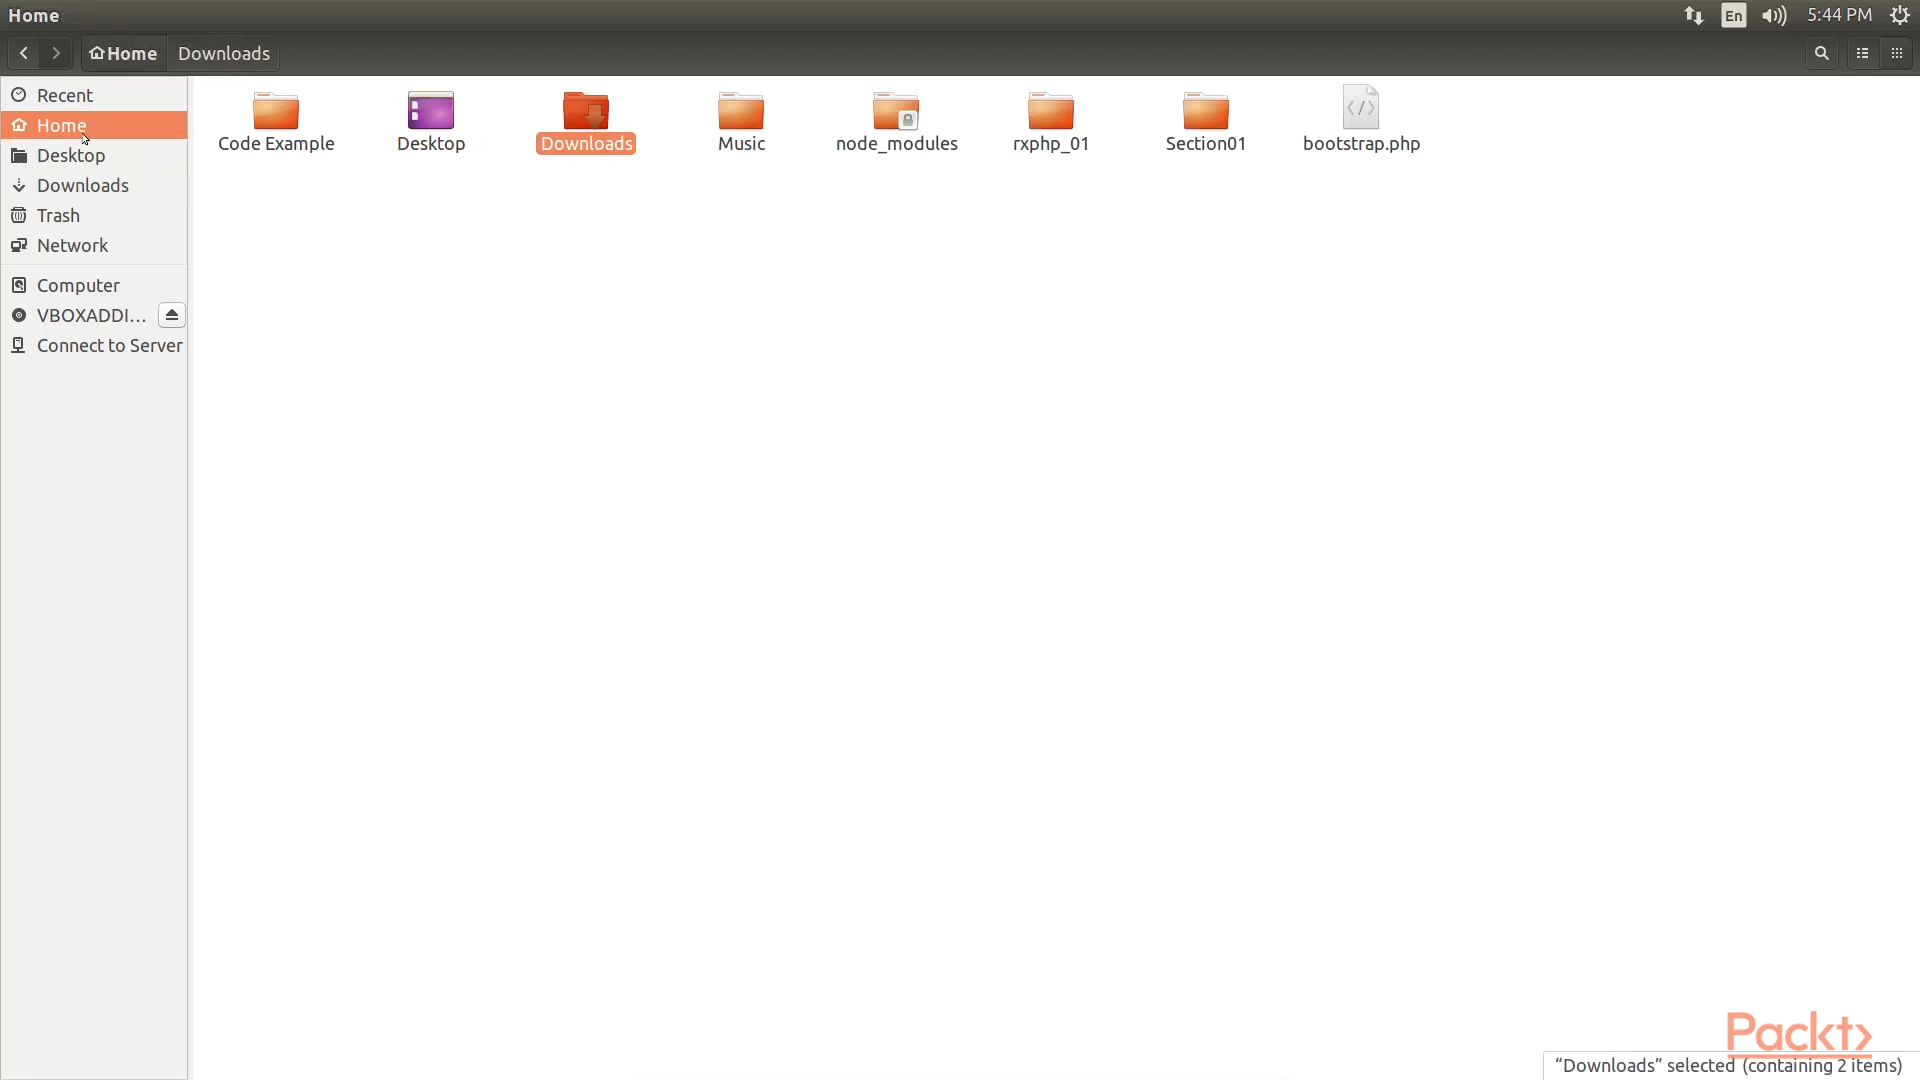 Home
En
5:44 PM
Home
Downloads
Recent
Home
Desktop
Downloads
Trash
Network
Computer
VBOXADDI...
Connect to Server
Code Example
Desktop
Downloads
Music
node_modules
rxphp_01
Section01
bootstrap.php
Packt>
“Downloads” selected (containing 2 items)